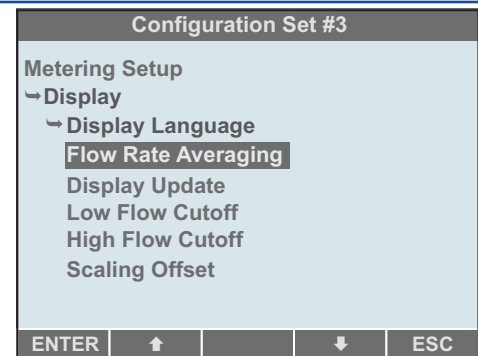 Configuration Set #3
Metering Setup
➥Display
➥Display Language
Flow Rate Averaging
Display Update
Low Flow Cutoff
High Flow Cutoff
Scaling Offset
ENTER ⬆ ⬇ ESC